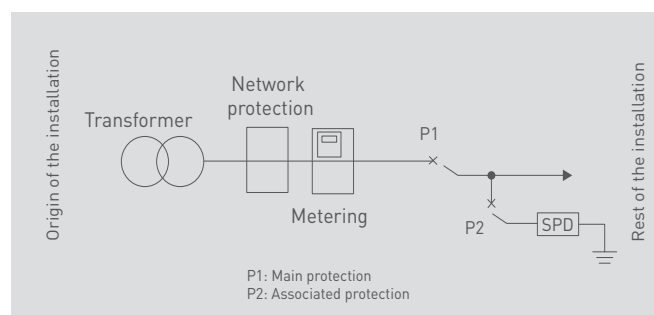 Origin of the installation
Transformer
Network
protection
Metering
P1
P2
SPD
Rest of the installation
P1: Main protection
P2: Associated protection